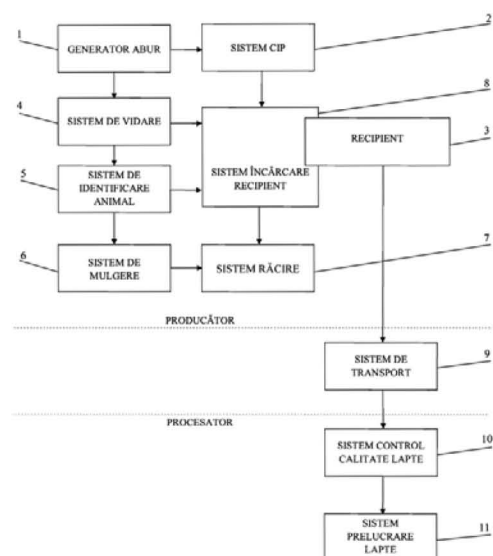 1
GENERATOR ABUR
SISTEM CIP
2
4
SISTEM DE VIDARE
8
RECIPIENT
3
5
SISTEM DE
IDENTIFICARE
ANIMAL
SISTEM ÎNCĂRCARE
RECIPIENT
6
SISTEM DE
MULGERE
SISTEM RĂCIRE
7
PRODUCĂTOR
SISTEM DE
TRANSPORT
9
PROCESATOR
SISTEM CONTROL
CALITATE LAPTE
10
SISTEM
PRELUCRARE
LAPTE
11